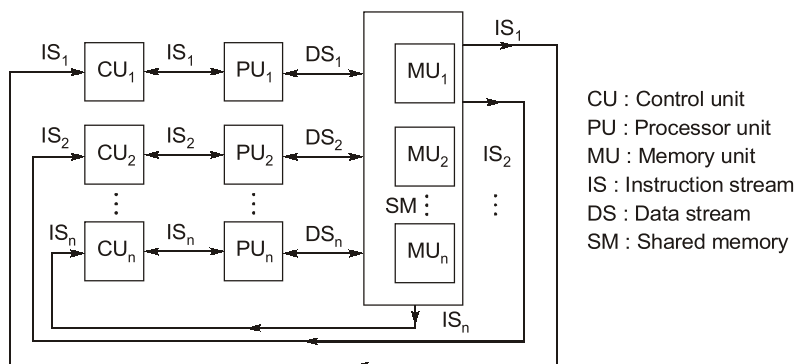 IS₁ CU₁ IS₁ PU₁ DS₁ MU₁ IS₁
IS₂ CU₂ IS₂ PU₂ DS₂ MU₂ IS₂
SM
ISₙ CUₙ ISₙ PUₙ DSₙ MUₙ
ISₙ
CU : Control unit
PU : Processor unit
MU : Memory unit
IS : Instruction stream
DS : Data stream
SM : Shared memory